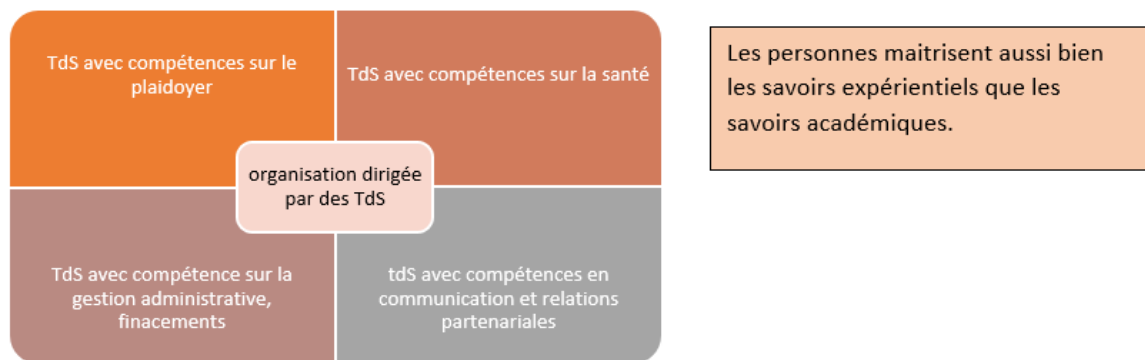 TdS avec compétences sur le
plaidoyer
TdS avec compétences sur la santé
organisation dirigée
par des TdS
TdS avec compétence sur la
gestion administrative,
finacements
tdS avec compétences en
communication et relations
partenariales
Les personnes maitrisent aussi bien
les savoirs expérientiels que les
savoirs académiques.